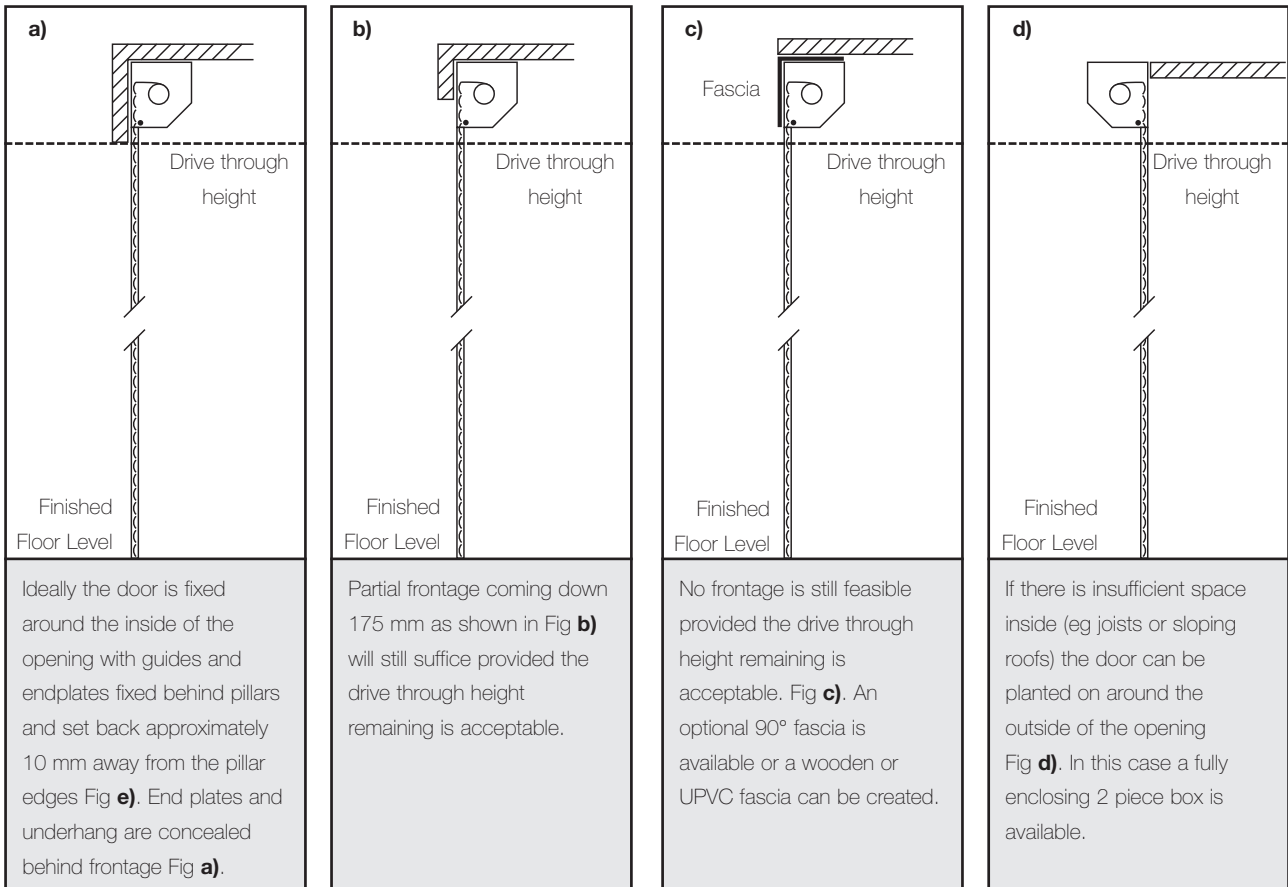 a)
Drive through
height
Finished
Floor Level
Ideally the door is fixed
around the inside of the
opening with guides and
endplates fixed behind pillars
and set back approximately
10 mm away from the pillar
edges Fig e). End plates and
underhang are concealed
behind frontage Fig a).
b)
Drive through
height
Finished
Floor Level
Partial frontage coming down
175 mm as shown in Fig b)
will still suffice provided the
drive through height
remaining is acceptable.
c)
Fascia
Drive through
height
Finished
Floor Level
No frontage is still feasible
provided the drive through
height remaining is
acceptable. Fig c). An
optional 90° fascia is
available or a wooden or
UPVC fascia can be created.
d)
Drive through
height
Finished
Floor Level
If there is insufficient space
inside (eg joists or sloping
roofs) the door can be
planted on around the
outside of the opening
Fig d). In this case a fully
enclosing 2 piece box is
available.